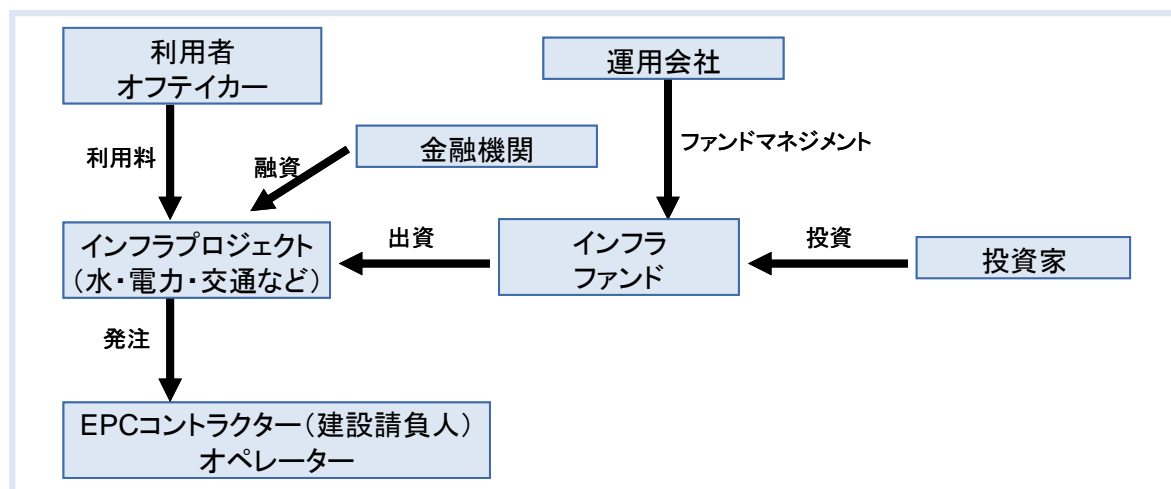 利用者
オフテイカー
運用会社
利用料
融資
金融機関
ファンドマネジメント
インフラプロジェクト
（水・電力・交通など）
出資
インフラ
ファンド
投資
投資家
発注
EPCコントラクター（建設請負人）
オペレーター